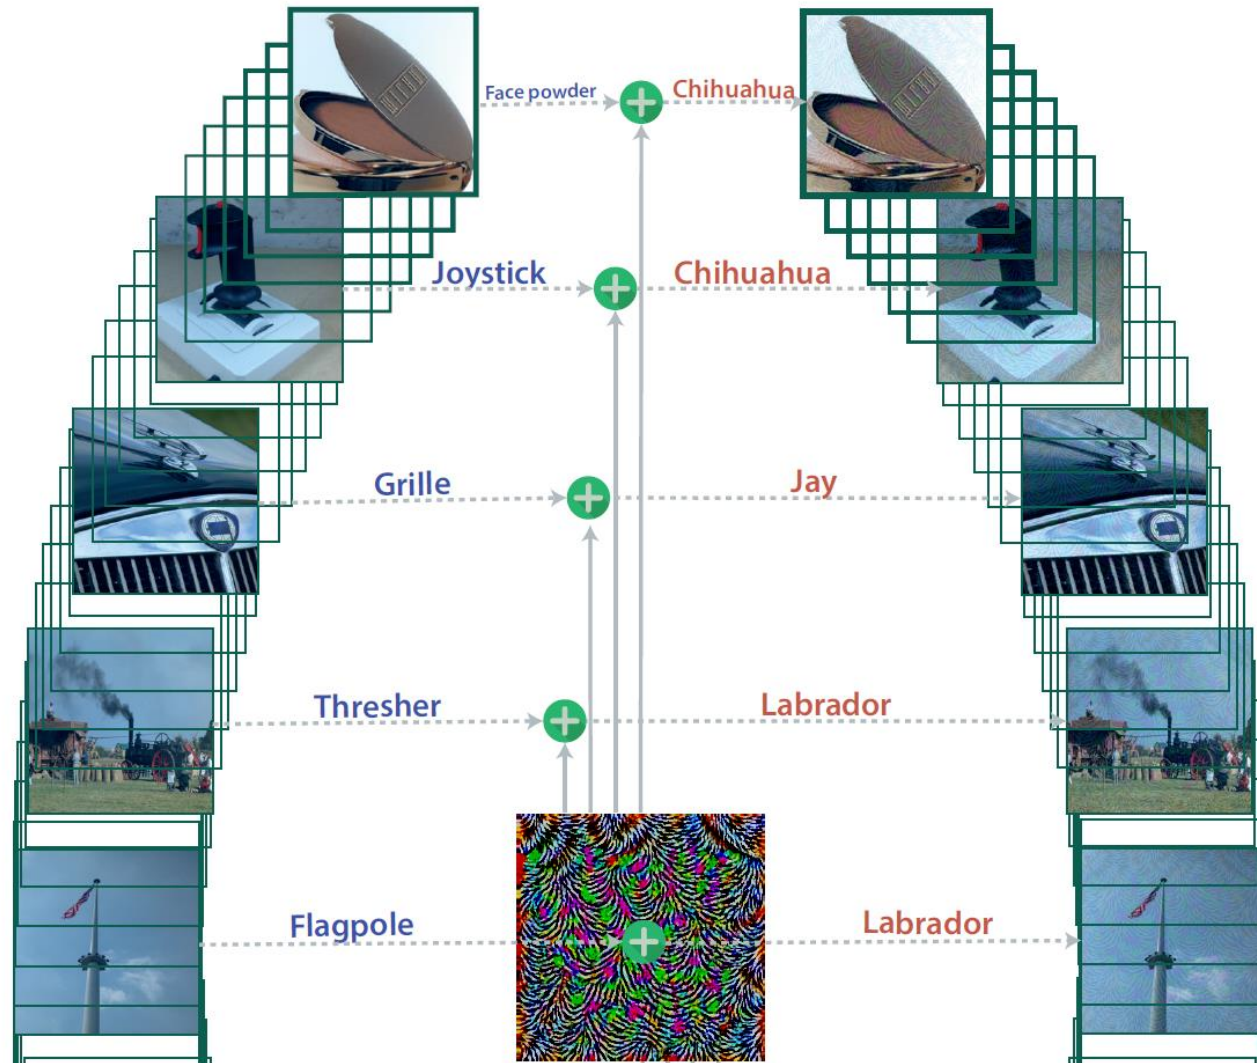 Face powder
Chihuahua
Joystick
Chihuahua
Grille
Jay
Thresher
Labrador
Flagpole
Labrador